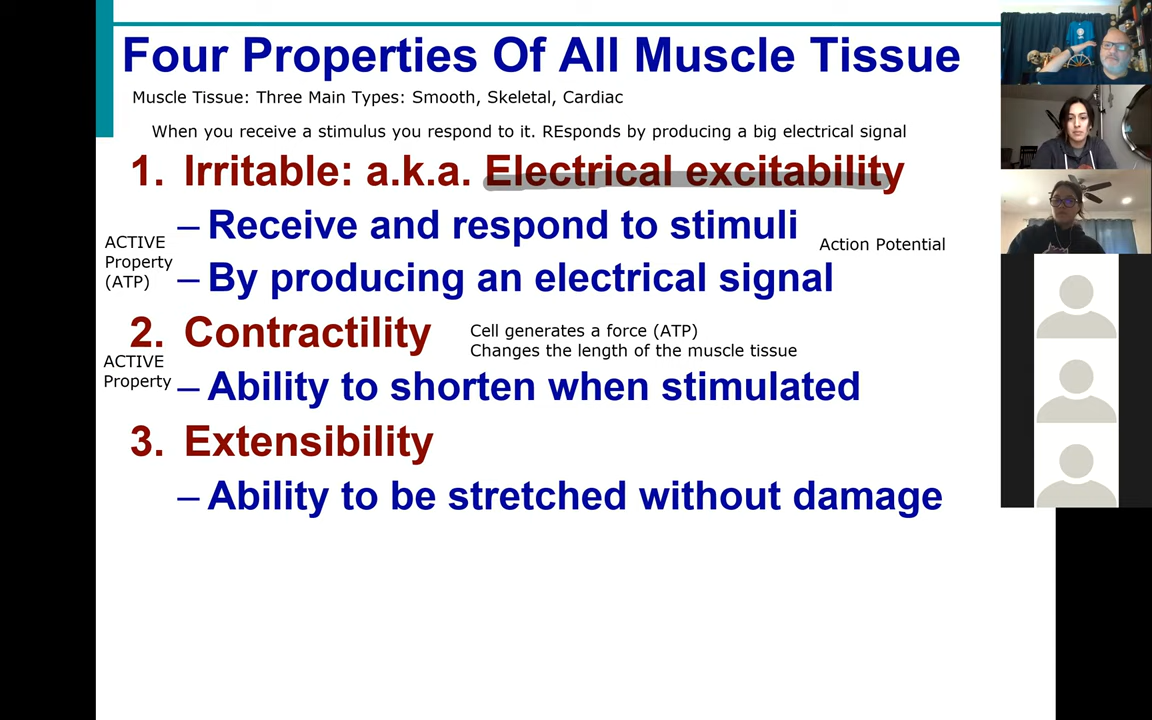 Four Properties Of All Muscle Tissue
Muscle Tissue: Three Main Types: Smooth, Skeletal, Cardiac
When you receive a stimulus you respond to it. REsponds by producing a big electrical signal
1. Irritable: a.k.a. Electrical excitability
– Receive and respond to stimuli
ACTIVE
Property
(ATP)
Action Potential
– By producing an electrical signal
2. Contractility
Cell generates a force (ATP)
Changes the length of the muscle tissue
ACTIVE
Property
– Ability to shorten when stimulated
3. Extensibility
– Ability to be stretched without damage